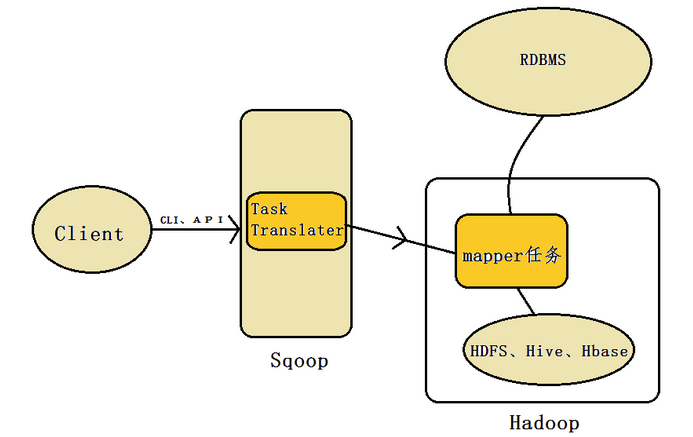 RDBMS
CLI、API
Task
Translater
Client
mapper任务
HDFS、Hive、Hbase
Sqoop
Hadoop